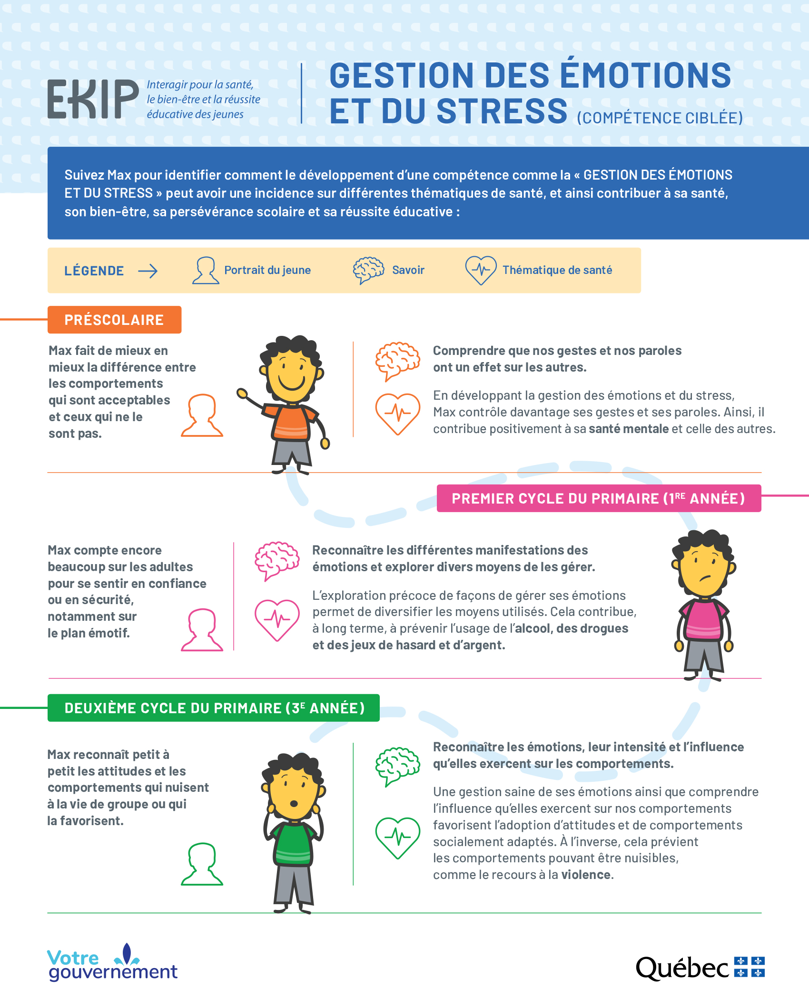 EKIP
Interagir pour la santé,
le bien-être et la réussite
éducative des jeunes
GESTION DES ÉMOTIONS
ET DU STRESS (COMPÉTENCE CIBLÉE)
Suivez Max pour identifier comment le développement d’une compétence comme la « GESTION DES ÉMOTIONS
ET DU STRESS » peut avoir une incidence sur différentes thématiques de santé, et ainsi contribuer à sa santé,
son bien-être, sa persévérance scolaire et sa réussite éducative :
LÉGENDE → Portrait du jeune Savoir Thématique de santé
PRÉSCOLAIRE
Max fait de mieux en
mieux la différence entre
les comportements
qui sont acceptables
et ceux qui ne le
sont pas.
Comprendre que nos gestes et nos paroles
ont un effet sur les autres.
En développant la gestion des émotions et du stress,
Max contrôle davantage ses gestes et ses paroles. Ainsi, il
contribue positivement à sa santé mentale et celle des autres.
PREMIER CYCLE DU PRIMAIRE (1RE ANNÉE)
Max compte encore
beaucoup sur les adultes
pour se sentir en confiance
ou en sécurité,
notamment sur
le plan émotif.
Reconnaître les différentes manifestations des
émotions et explorer divers moyens de les gérer.
L’exploration précoce de façons de gérer ses émotions
permet de diversifier les moyens utilisés. Cela contribue,
à long terme, à prévenir l’usage de l’alcool, des drogues
et des jeux de hasard et d’argent.
DEUXIÈME CYCLE DU PRIMAIRE (3E ANNÉE)
Max reconnaît petit à
petit les attitudes et les
comportements qui nuisent
à la vie de groupe ou qui
la favorisent.
Reconnaître les émotions, leur intensité et l’influence
qu’elles exercent sur les comportements.
Une gestion saine de ses émotions ainsi que comprendre
l’influence qu’elles exercent sur nos comportements
favorisent l’adoption d’attitudes et de comportements
socialement adaptés. À l’inverse, cela prévient
les comportements pouvant être nuisibles,
comme le recours à la violence.
Votre
gouvernement
Québec